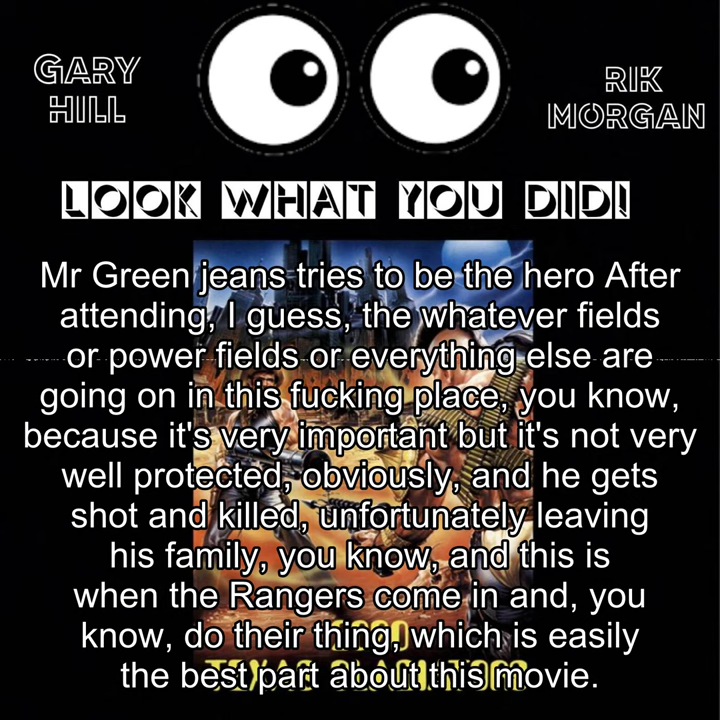 GARY
HILL
RIK
MORGAN
LOOK WHAT YOU DID!
Mr Green jeans tries to be the hero After
attending, I guess, the whatever fields
or power fields or everything else are
going on in this fucking place, you know,
because it's very important but it's not very
well protected, obviously, and he gets
shot and killed, unfortunately leaving
his family, you know, and this is
when the Rangers come in and, you
know, do their thing, which is easily
the best part about this movie.